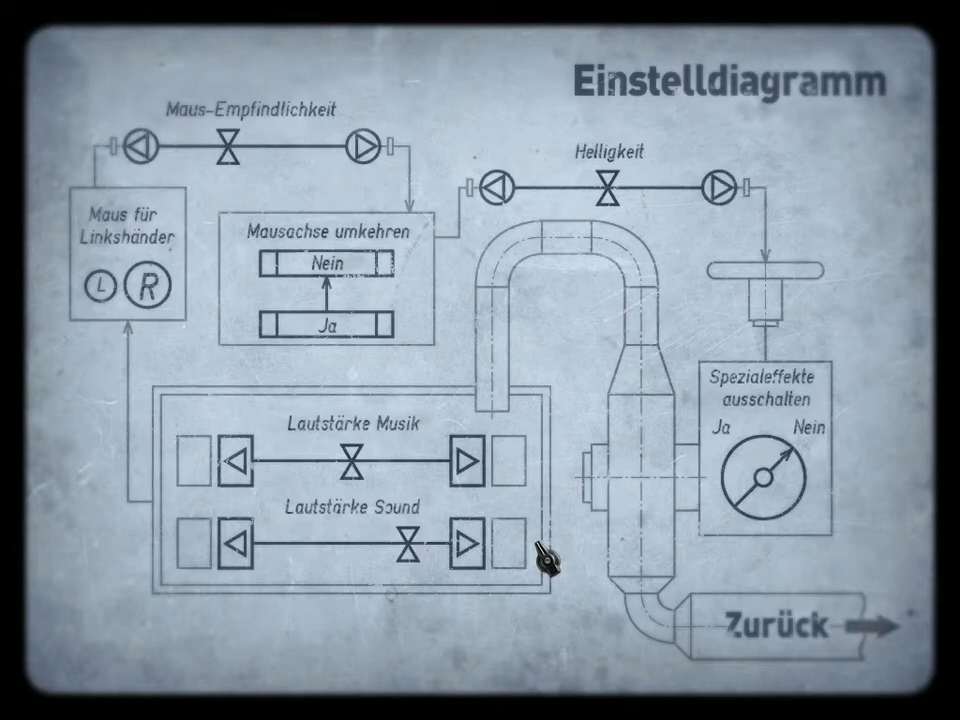 Einstelldiagramm
Maus-Empfindlichkeit
Helligkeit
Maus für
Linkshänder
L R
Mausachse umkehren
Nein
Ja
Spezialeffekte
ausschalten
Ja Nein
Lautstärke Musik
Lautstärke Sound
Zurück